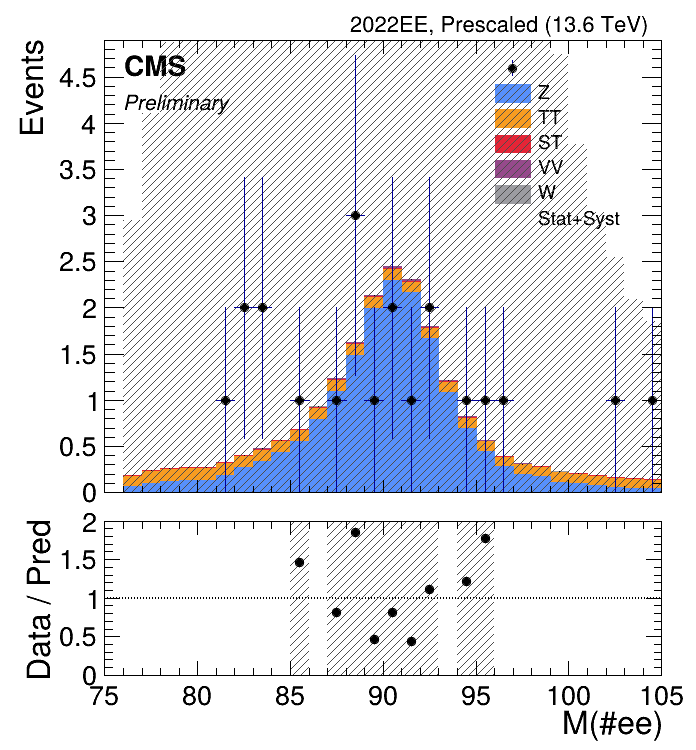 2022EE, Prescaled (13.6 TeV)
Events
CMS
Preliminary
Z
TT
ST
VV
W
Stat+Syst
4.5
4
3.5
3
2.5
2
1.5
1
0.5
0
Data / Pred
2
1.5
1
0.5
0
75 80 85 90 95 100 105
M(#ee)